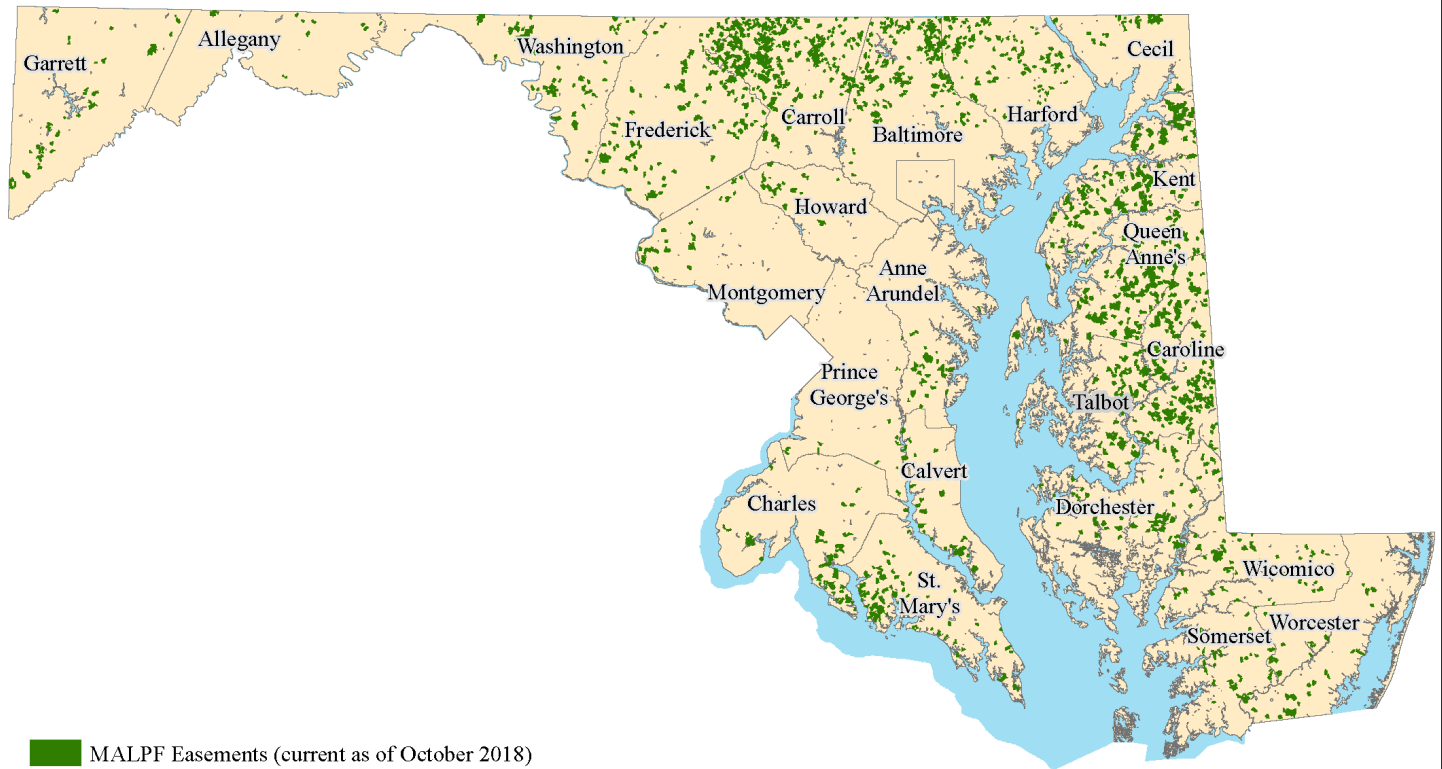 Garrett
Allegany
Washington
Frederick
Carroll
Baltimore
Harford
Cecil
Kent
Howard
Queen
Anne's
Montgomery
Anne
Arundel
Caroline
Prince
George's
Talbot
Calvert
Charles
Dorchester
St.
Mary's
Wicomico
Worcester
Somerset
MALPF Easements (current as of October 2018)